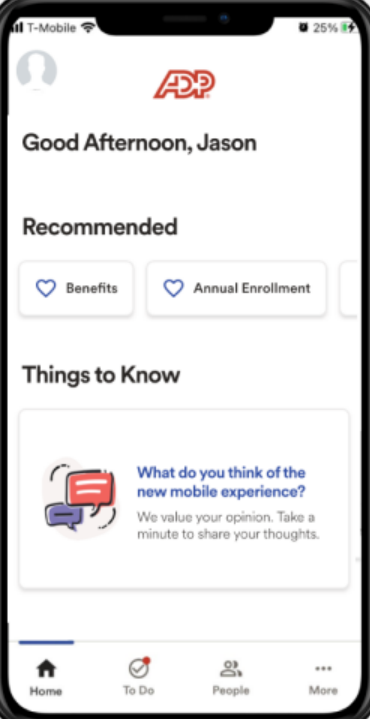 T-Mobile 25%
ADP
Good Afternoon, Jason
Recommended
Benefits
Annual Enrollment
Things to Know
What do you think of the
new mobile experience?
We value your opinion. Take a
minute to share your thoughts.
Home
To Do
People
More